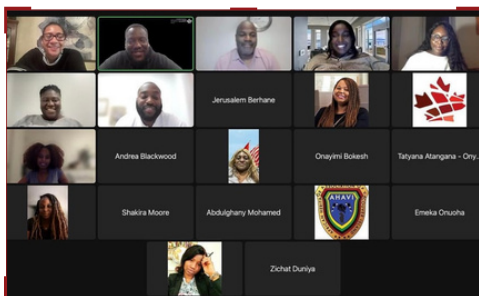 Jerusalem Berhane
Andrea Blackwood
Onayimi Bokesh
Tatyana Atangana - Ony..
Shakira Moore
Abdulghany Mohamed
AHAVI
Emeka Onuoha
Zichat Duniya